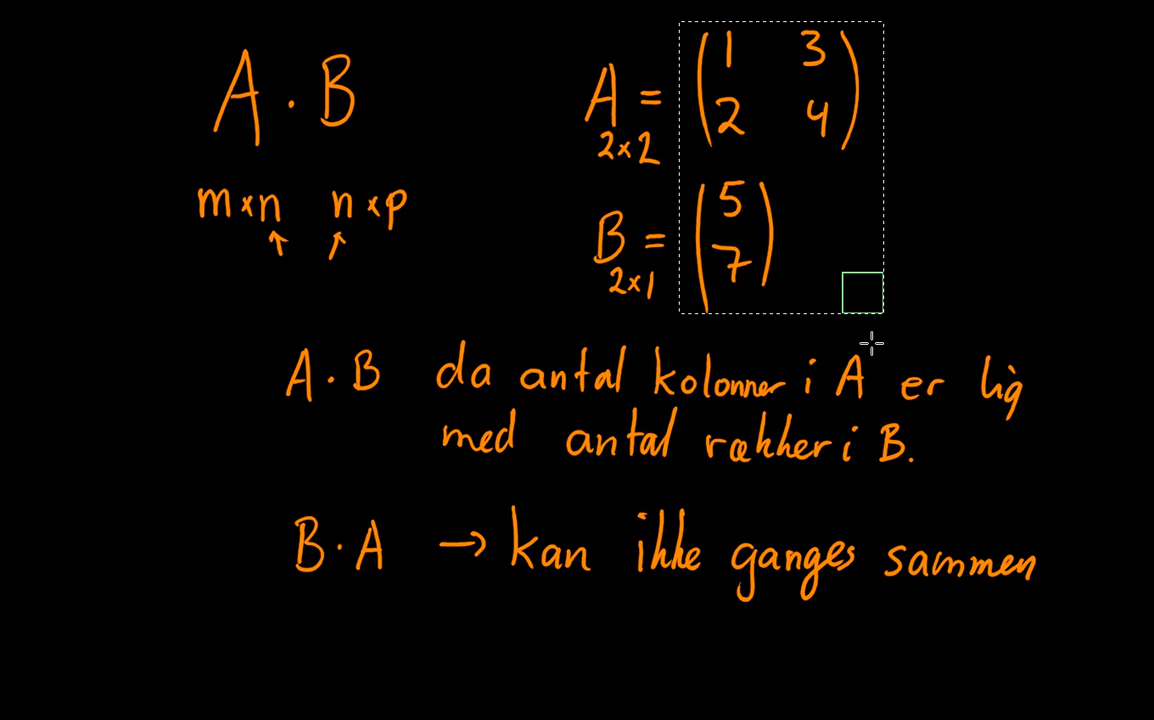 A · B
m×n n×p
A = (1 3
2 4)
2×2
B = (5
7)
2×1
A · B da antal kolonner i A er lig
med antal rækker i B.
B · A → kan ikke ganges sammen